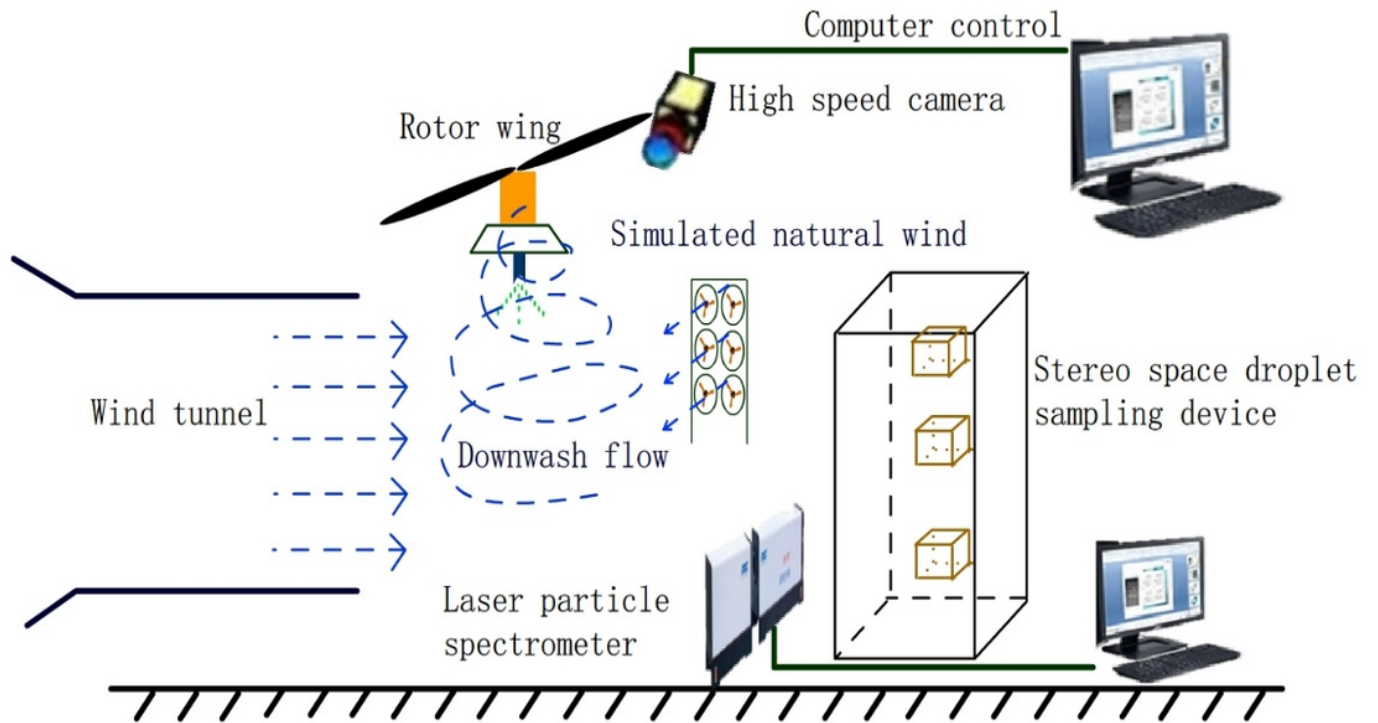 Computer control
High speed camera
Rotor wing
Simulated natural wind
Wind tunnel
Downwash flow
Stereo space droplet
sampling device
Laser particle
spectrometer